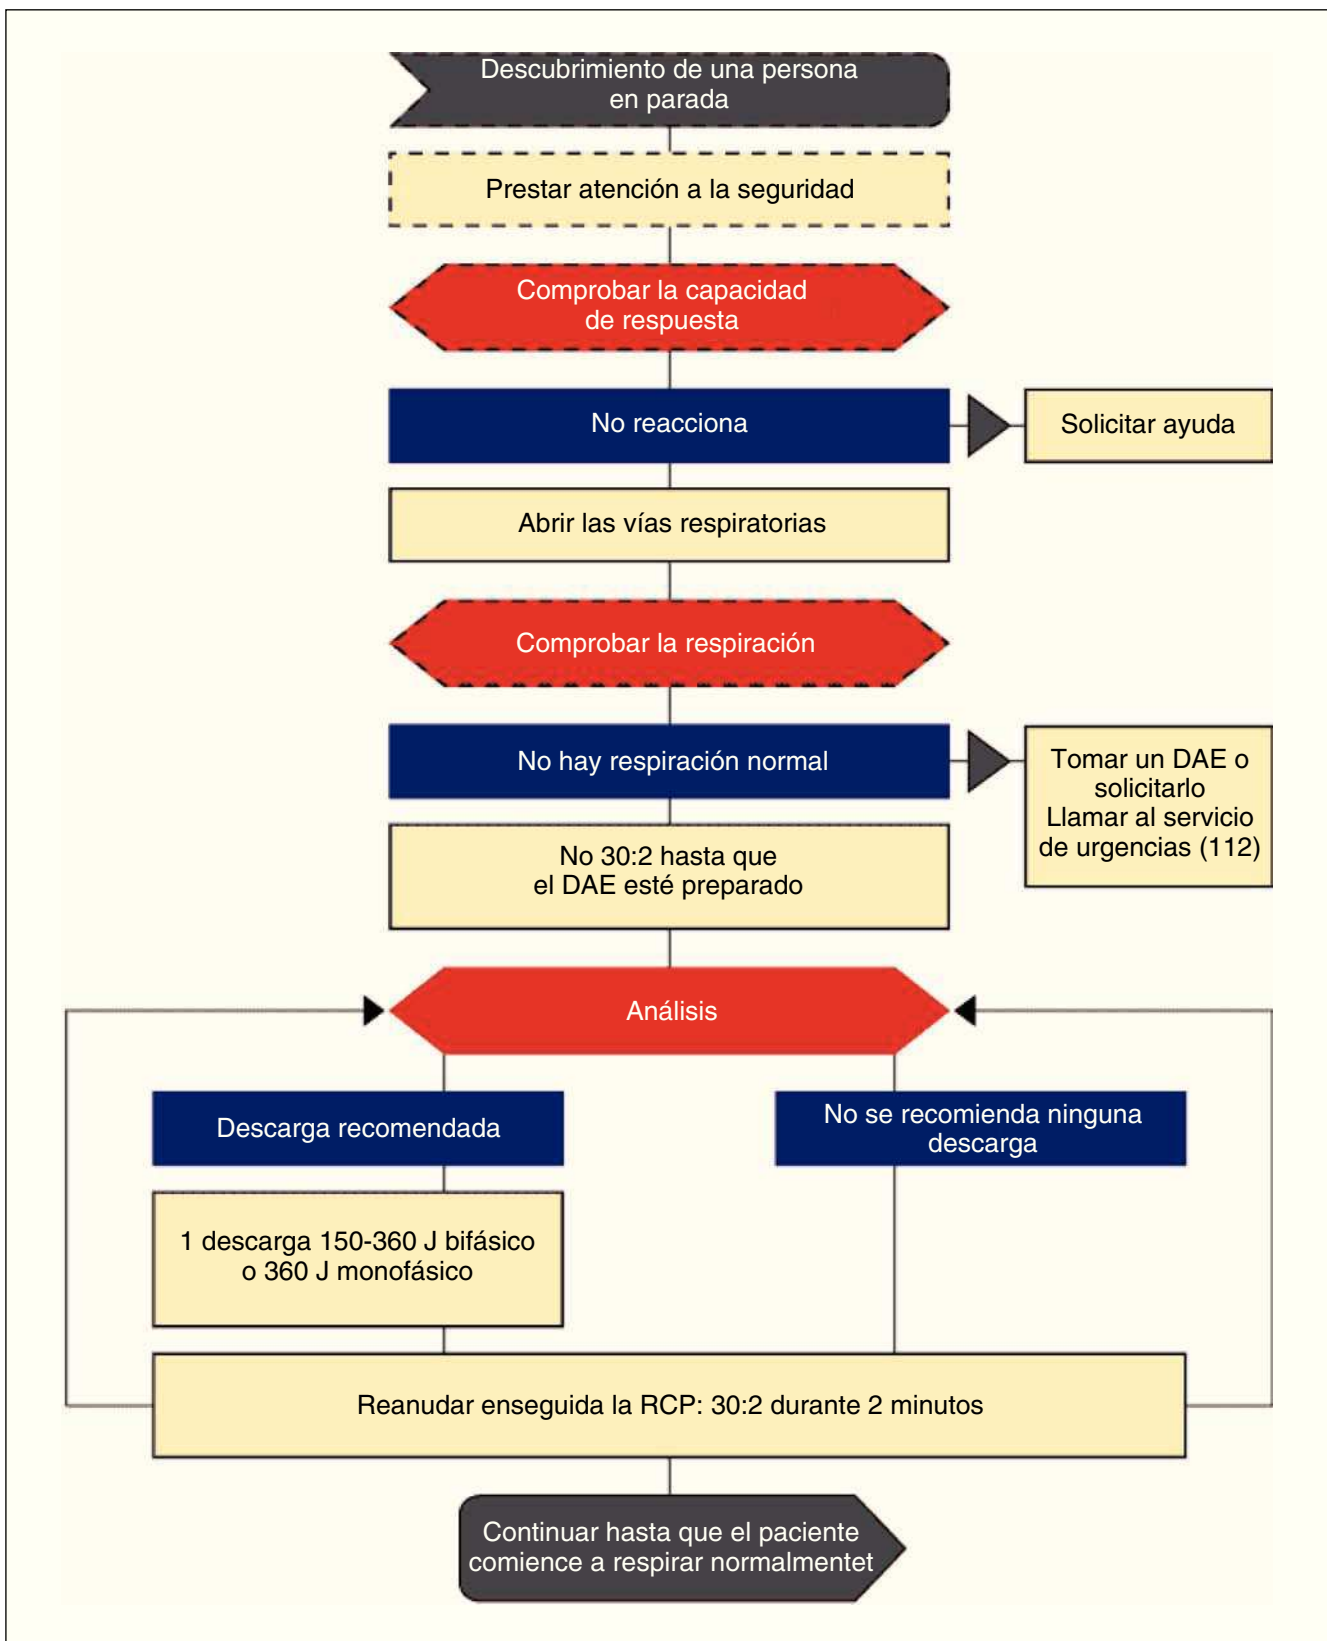 Descubrimiento de una persona
en parada
Prestar atención a la seguridad
Comprobar la capacidad
de respuesta
No reacciona
Solicitar ayuda
Abrir las vías respiratorias
Comprobar la respiración
No hay respiración normal
Tomar un DAE o
solicitarlo
Llamar al servicio
de urgencias (112)
No 30:2 hasta que
el DAE esté preparado
Análisis
Descarga recomendada
No se recomienda ninguna
descarga
1 descarga 150-360 J bifásico
o 360 J monofásico
Reanudar enseguida la RCP: 30:2 durante 2 minutos
Continuar hasta que el paciente
comience a respirar normalmentet